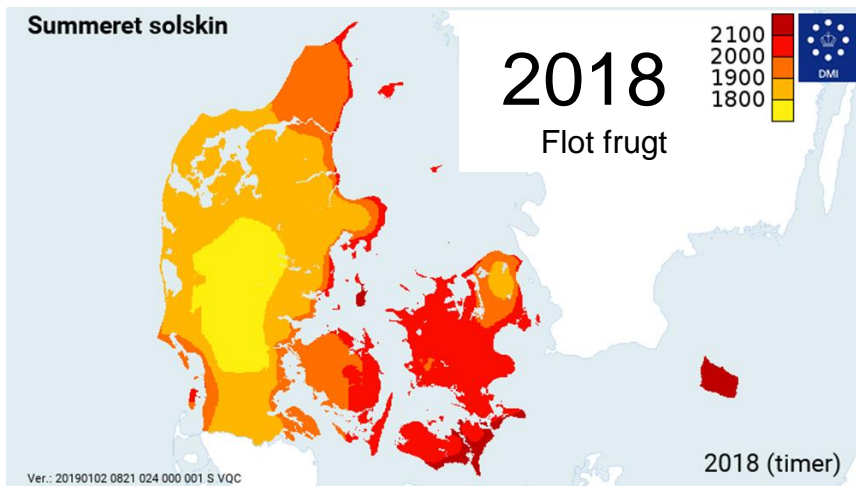 Summeret solskin
2018
Flot frugt
2100
2000
1900
1800
DMI
2018 (timer)
Ver.: 20190102 0821 024 000 001 S VQC